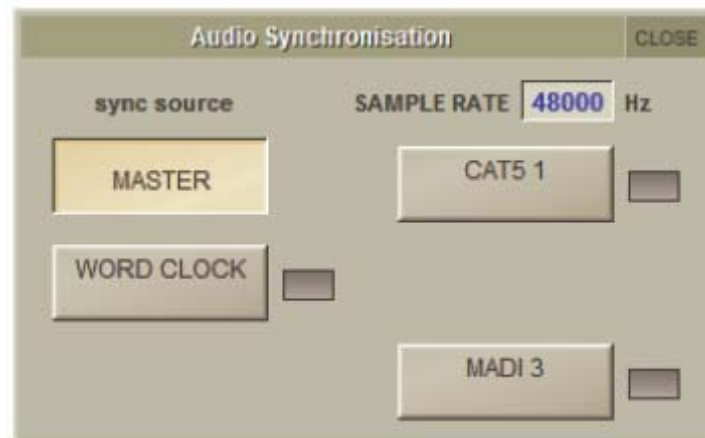 Audio Synchronisation CLOSE
sync source SAMPLE RATE 48000 Hz
MASTER CAT5 1
WORD CLOCK
MADI 3